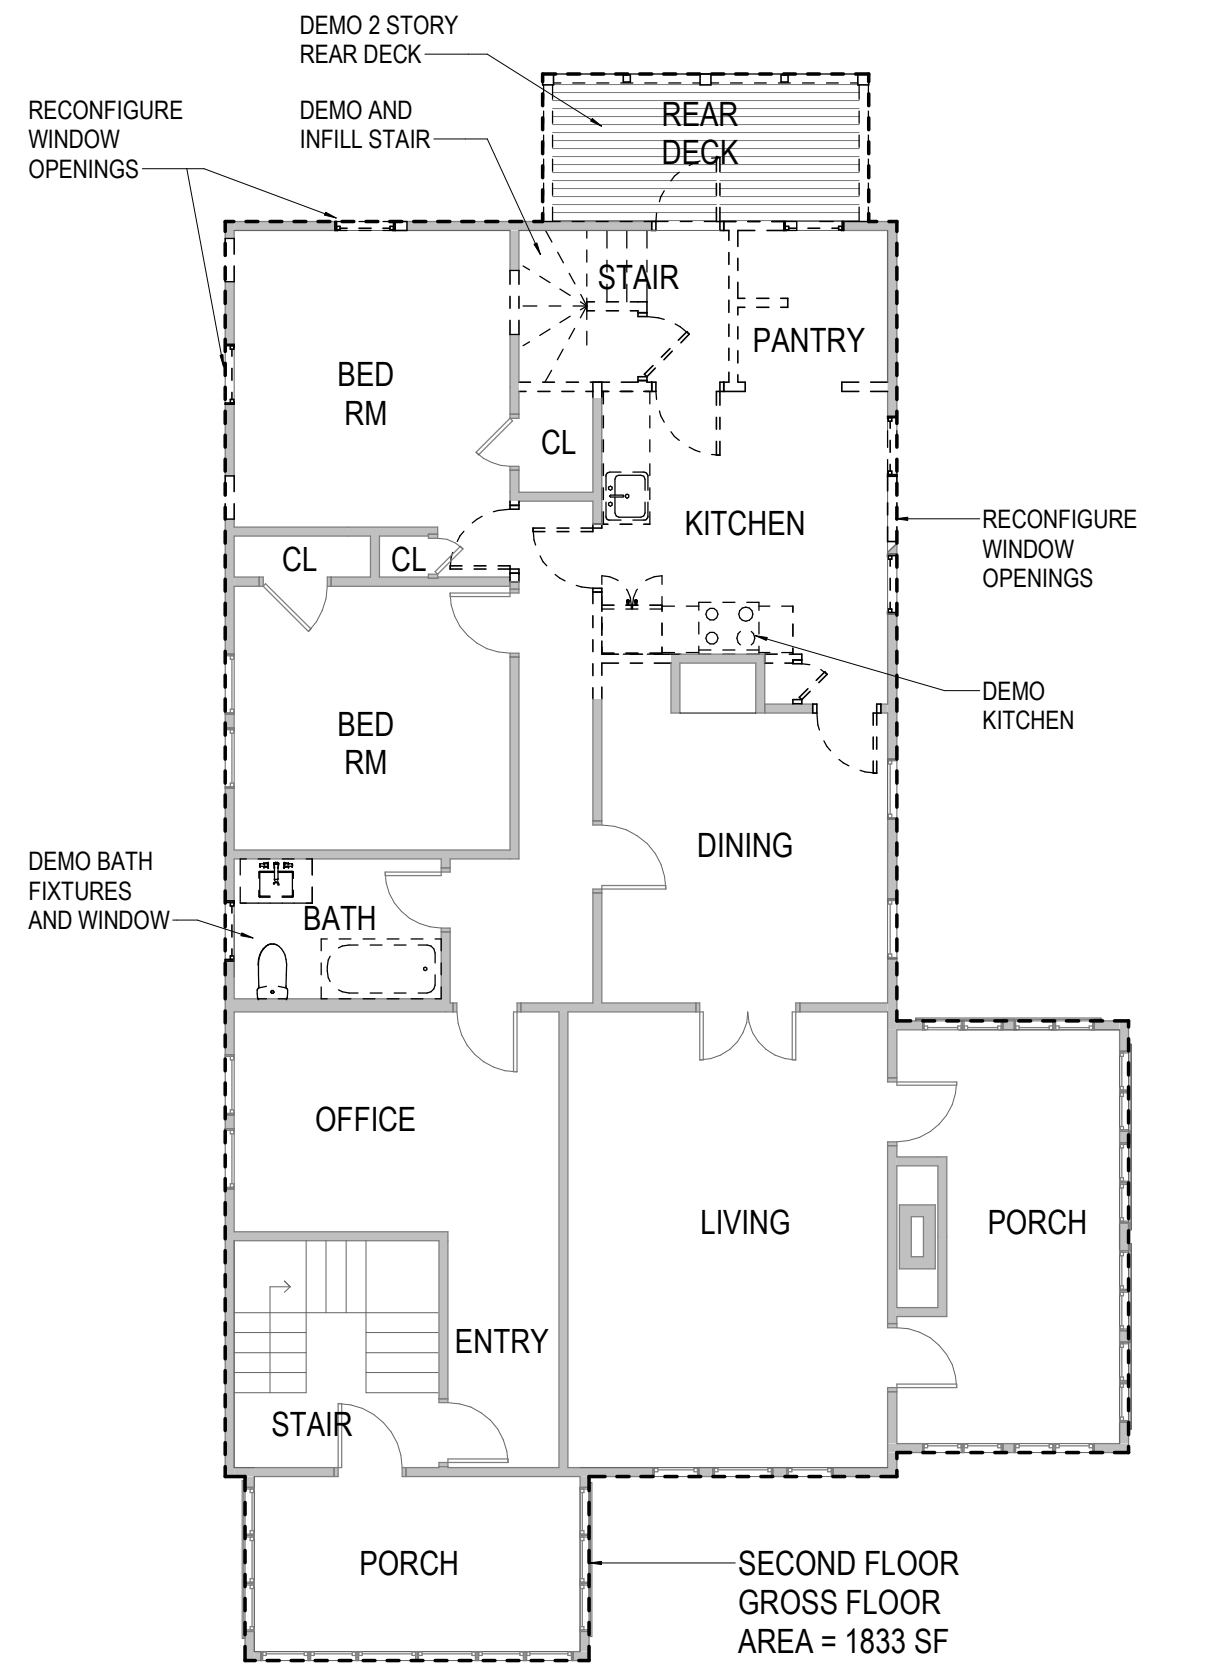 DEMO 2 STORY
REAR DECK
RECONFIGURE
WINDOW
OPENINGS
DEMO AND
INFILL STAIR
REAR
DECK
STAIR
PANTRY
BED
RM
CL
KITCHEN
RECONFIGURE
WINDOW
OPENINGS
CL
CL
DEMO
KITCHEN
BED
RM
DINING
DEMO BATH
FIXTURES
AND WINDOW
BATH
OFFICE
LIVING
PORCH
ENTRY
STAIR
PORCH
SECOND FLOOR
GROSS FLOOR
AREA = 1833 SF